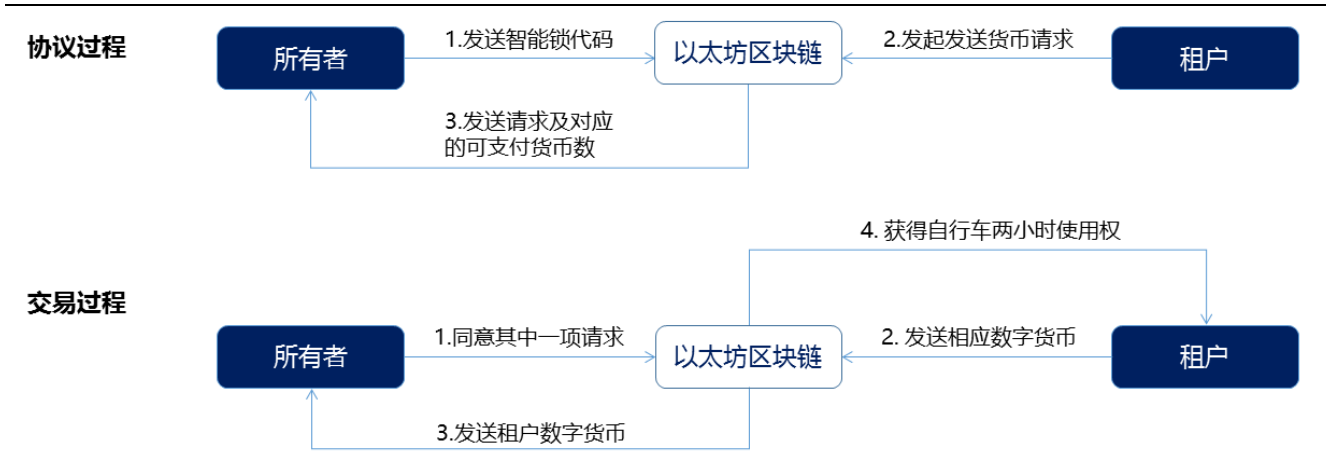 协议过程
所有者
1.发送智能锁代码
以太坊区块链
2.发起发送货币请求
租户
3.发送请求及对应
的可支付货币数
4. 获得自行车两小时使用权
交易过程
所有者
1.同意其中一项请求
以太坊区块链
2. 发送相应数字货币
租户
3.发送租户数字货币